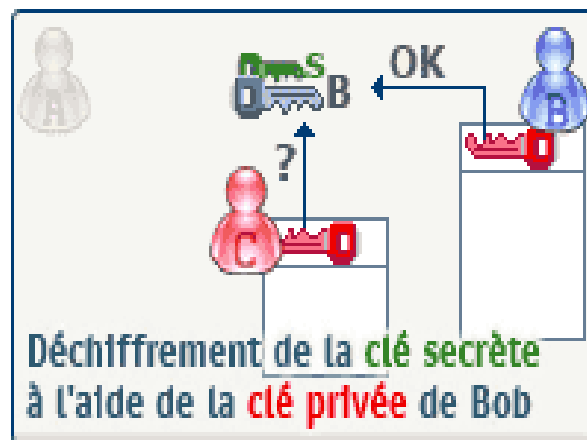 A
S
B
OK
B
?
C
Déchiffrement de la clé secrète
à l'aide de la clé privée de Bob